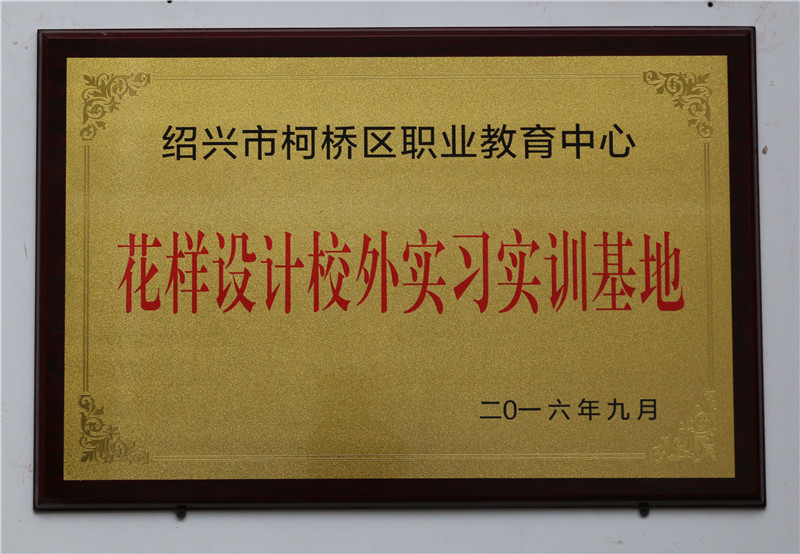 绍兴市柯桥区职业教育中心
花样设计校外实习实训基地
二0一六年九月